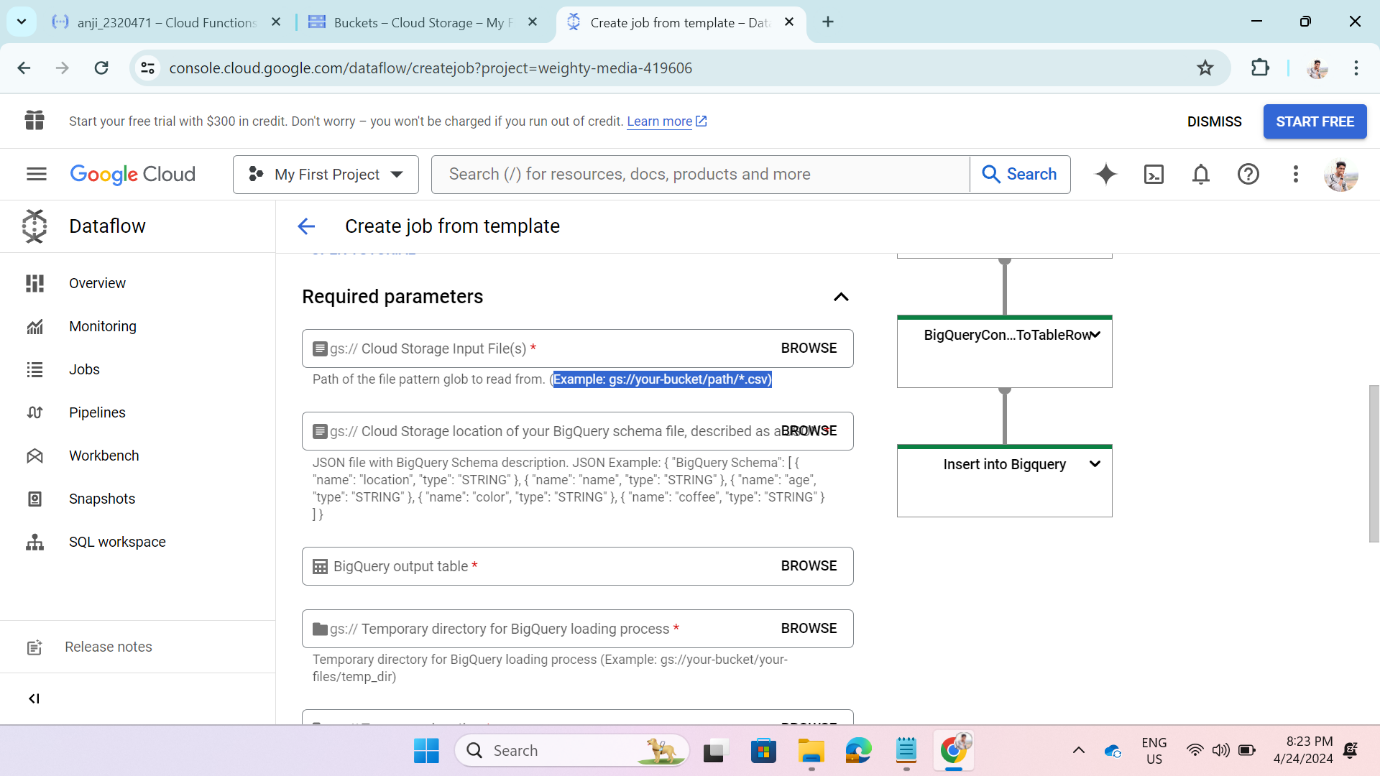 anji_2320471 – Cloud Functions
Buckets – Cloud Storage – My F
Create job from template – Dat
console.cloud.google.com/dataflow/createjob?project=weighty-media-419606
Start your free trial with $300 in credit. Don't worry – you won't be charged if you run out of credit. Learn more
DISMISS
START FREE
Google Cloud
My First Project
Search (/) for resources, docs, products and more
Search
Dataflow
Create job from template
Overview
Monitoring
Jobs
Pipelines
Workbench
Snapshots
SQL workspace
Release notes
Required parameters
gs:// Cloud Storage Input File(s) *
BROWSE
Path of the file pattern glob to read from. (Example: gs://your-bucket/path/*.csv)
gs:// Cloud Storage location of your BigQuery schema file, described as a
BROWSE
JSON file with BigQuery Schema description. JSON Example: { "BigQuery Schema": [ {
"name": "location", "type": "STRING" }, { "name": "name", "type": "STRING" }, { "name": "age",
"type": "STRING" }, { "name": "color", "type": "STRING" }, { "name": "coffee", "type": "STRING" }
] }
BigQuery output table *
BROWSE
gs:// Temporary directory for BigQuery loading process *
BROWSE
Temporary directory for BigQuery loading process (Example: gs://your-bucket/your-
files/temp_dir)
BigQueryCon...ToTableRow
Insert into Bigquery
Search
ENG
US
8:23 PM
4/24/2024